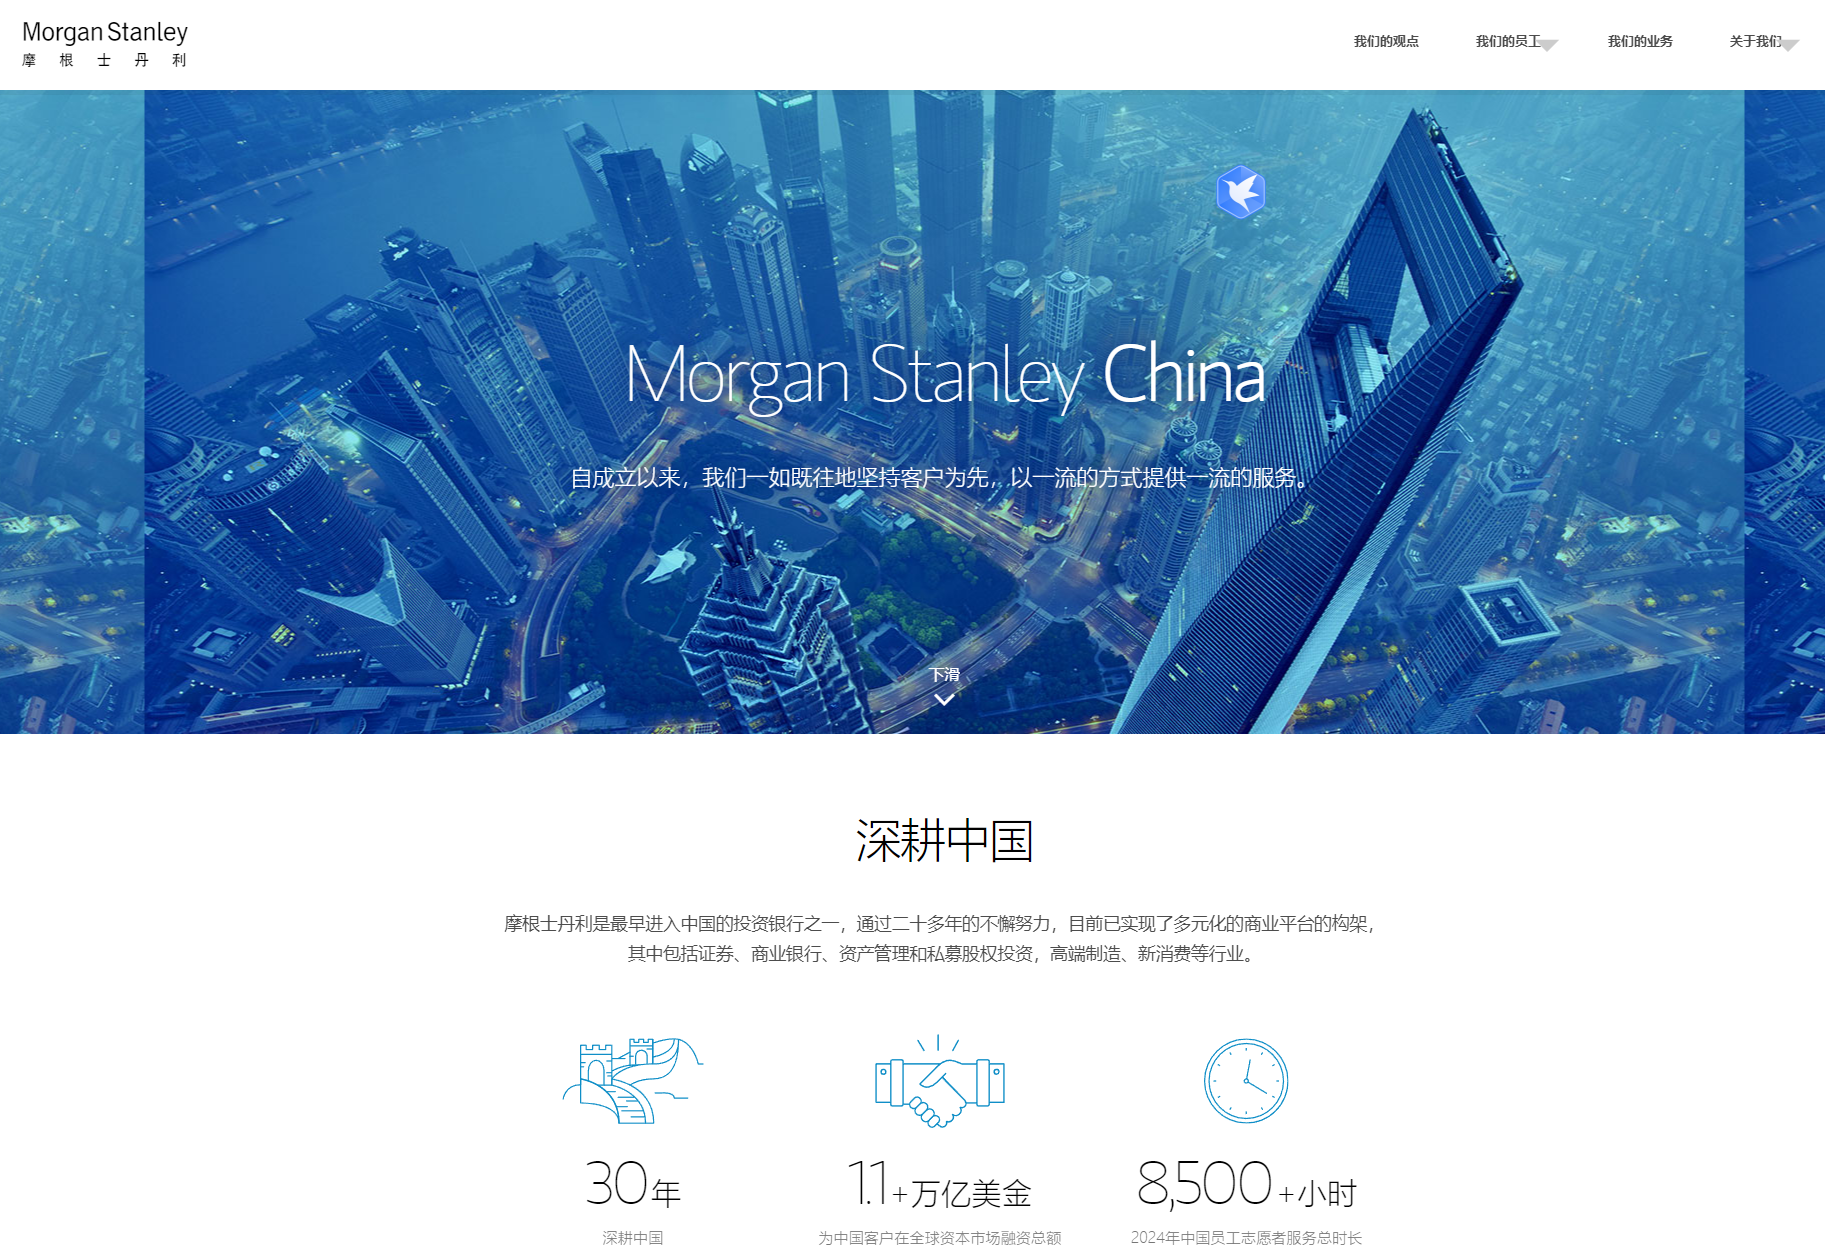 Morgan Stanley
摩根士丹利
我们的观点
我们的员工
我们的业务
关于我们
Morgan Stanley China
自成立以来，我们一如既往地坚持客户为先，以一流的方式提供一流的服务。
下滑
深耕中国
摩根士丹利是最早进入中国的投资银行之一，通过二十多年的不懈努力，目前已实现了多元化的商业平台的构架，
其中包括证券、商业银行、资产管理和私募股权投资，高端制造、新消费等行业。
30年
1.1+万亿美金
8,500+小时
深耕中国
为中国客户在全球资本市场融资总额
2024年中国员工志愿者服务总时长